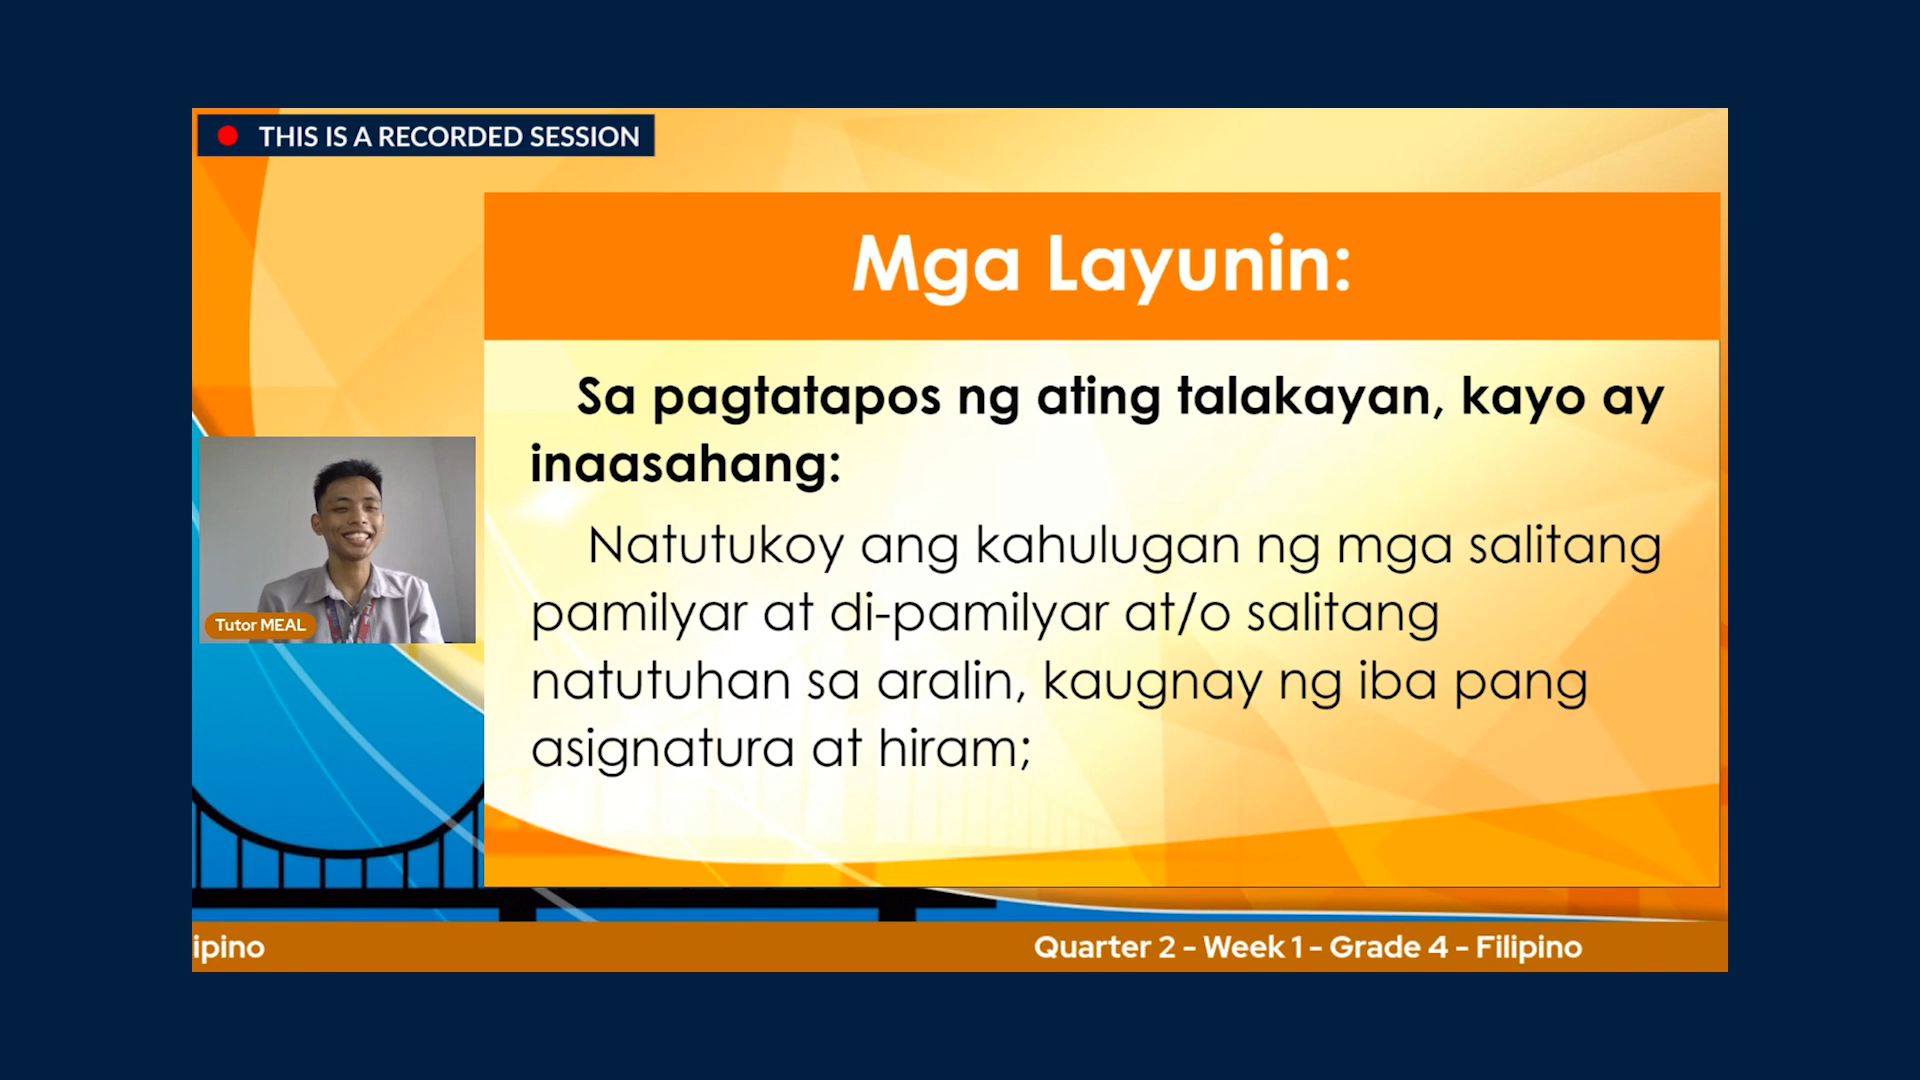 THIS IS A RECORDED SESSION
Mga Layunin:
Sa pagtatapos ng ating talakayan, kayo ay
inaasahang:
Natutukoy ang kahulugan ng mga salitang
pamilyar at di-pamilyar at/o salitang
natutuhan sa aralin, kaugnay ng iba pang
asignatura at hiram;
Tutor MEAL
ipino
Quarter 2 - Week 1 - Grade 4 - Filipino